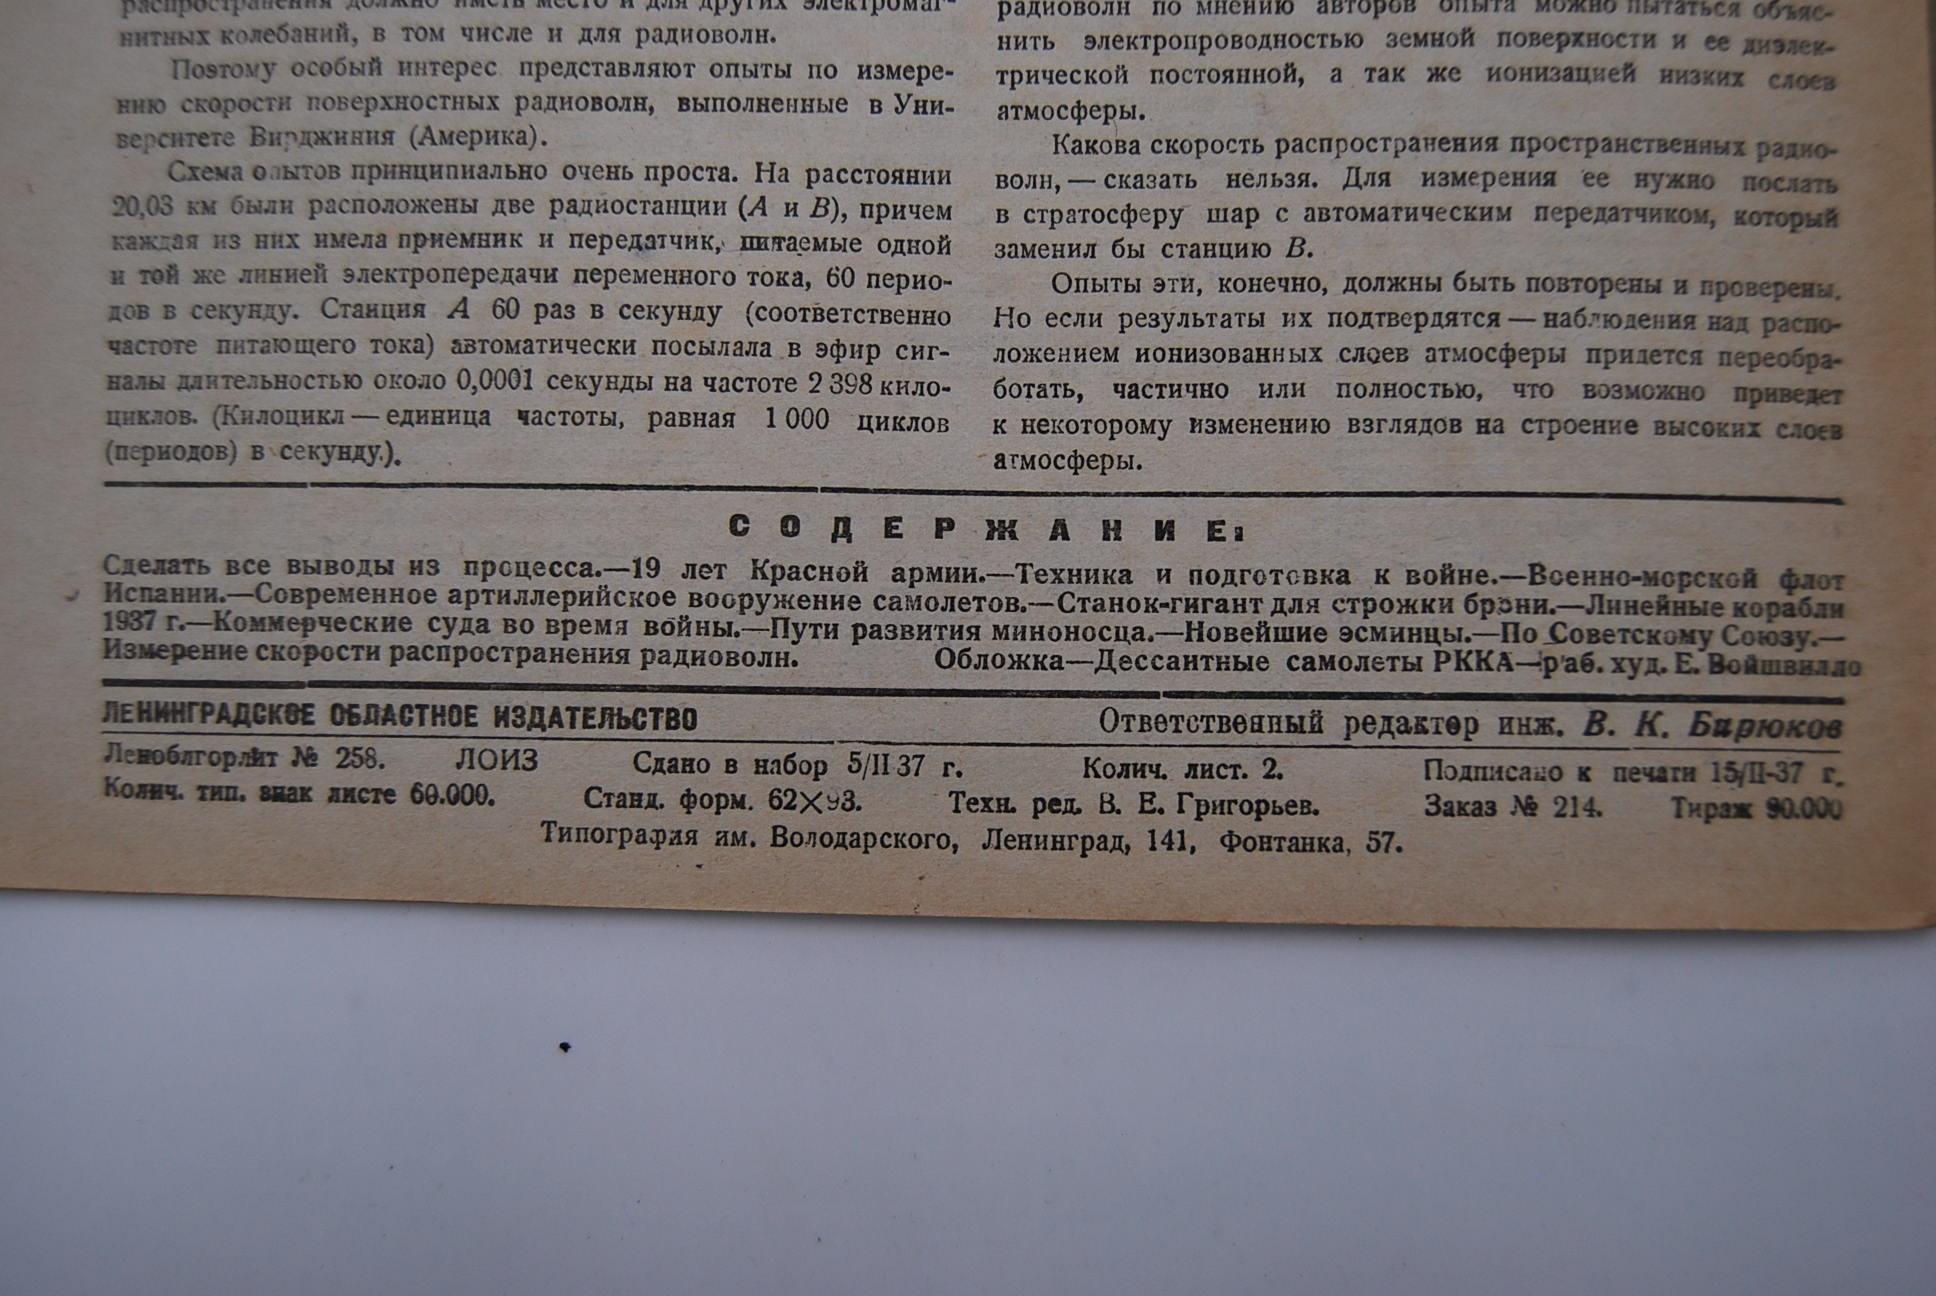 распространения должно иметь место и для других электромаг-
нитных колебаний, в том числе и для радиоволн.
Поэтому особый интерес представляют опыты по измере-
нию скорости поверхностных радиоволн, выполненные в Уни-
верситете Вирджиния (Америка).
Схема опытов принципиально очень проста. На расстоянии
20,03 км были расположены две радиостанции (А и В), причем
каждая из них имела приемник и передатчик, питаемые одной
и той же линией электропередачи переменного тока, 60 перио-
дов в секунду. Станция А 60 раз в секунду (соответственно
частоте питающего тока) автоматически посылала в эфир сиг-
налы длительностью около 0,0001 секунды на частоте 2 398 кило-
циклов. (Килоцикл — единица частоты, равная 1 000 циклов
(периодов) в секунду.).
радиоволн по мнению авторов опыта можно пытаться объяс-
нить электропроводностью земной поверхности и ее диэлек-
трической постоянной, а так же ионизацией низких слоев
атмосферы.
Какова скорость распространения пространственных радио-
волн, — сказать нельзя. Для измерения ее нужно послать
в стратосферу шар с автоматическим передатчиком, который
заменил бы станцию В.
Опыты эти, конечно, должны быть повторены и проверены.
Но если результаты их подтвердятся — наблюдения над распо-
ложением ионизованных слоев атмосферы придется переобра-
ботать, частично или полностью, что возможно приведет
к некоторому изменению взглядов на строение высоких слоев
атмосферы.
СОДЕРЖАНИЕ:
Сделать все выводы из процесса.—19 лет Красной армии.—Техника и подготовка к войне.—Военно-морской флот
Испании.—Современное артиллерийское вооружение самолетов.—Станок-гигант для строжки брони.—Линейные корабли
1937 г.—Коммерческие суда во время войны.—Пути развития миноносца.—Новейшие эсминцы.—По Советскому Союзу.—
Измерение скорости распространения радиоволн. Обложка—Дессантные самолеты РККА—раб. худ. Е. Войшвилло
ЛЕНИНГРАДСКОЕ ОБЛАСТНОЕ ИЗДАТЕЛЬСТВО Ответственный редактор инж. В. К. Бирюков
Леноблгорлит № 258. ЛОИЗ Сдано в набор 5/II 37 г. Колич. лист. 2. Подписано к печати 15/II-37 г.
Колич. тип. знак листе 60.000. Станд. форм. 62×93. Техн. ред. В. Е. Григорьев. Заказ № 214. Тираж 90.000
Типография им. Володарского, Ленинград, 141, Фонтанка, 57.